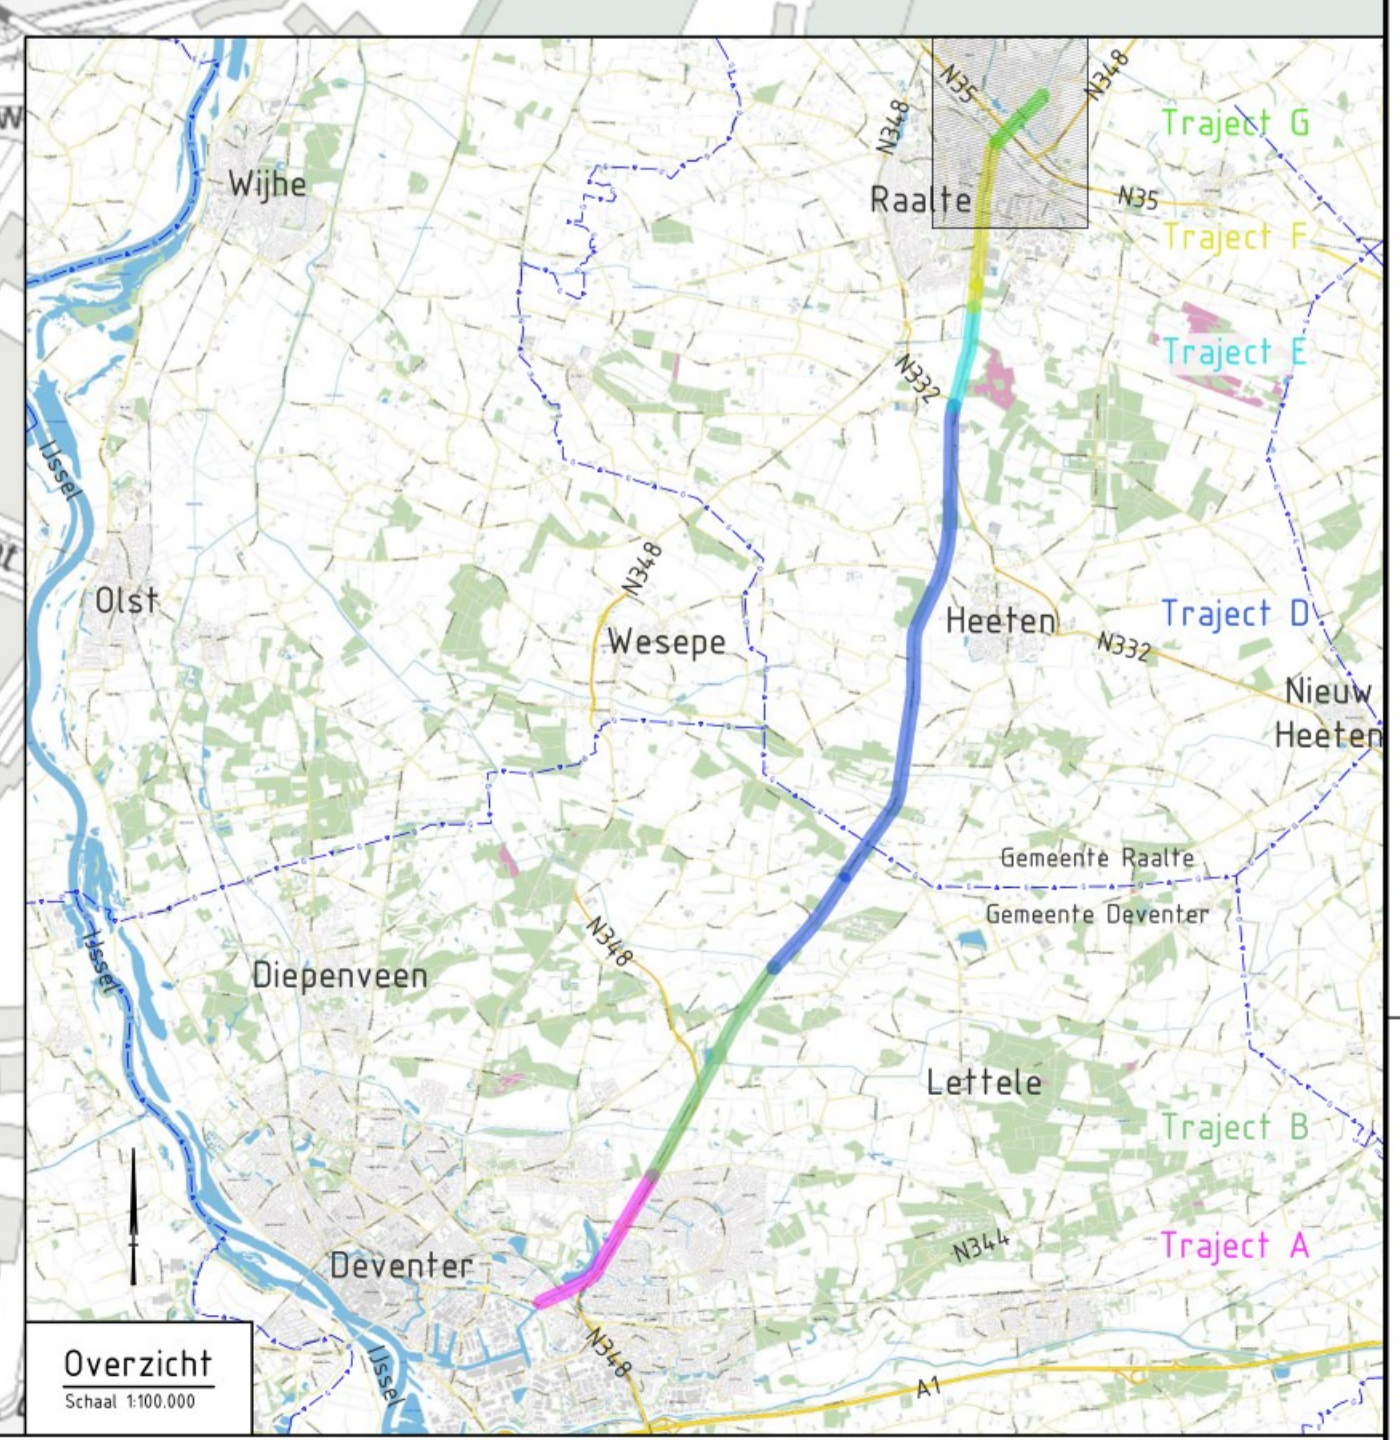 N35
N348
N348
Traject G
Wijhe
Raalte
N35
Traject F
Traject E
N332
IJssel
N348
Olst
Wesepe
Heeten
Traject D
N332
Nieuw
Heeten
Gemeente Raalte
Gemeente Deventer
N348
IJssel
Diepenveen
Lettele
Traject B
N344
Traject A
Deventer
N348
IJssel
A1
Overzicht
Schaal 1:100.000